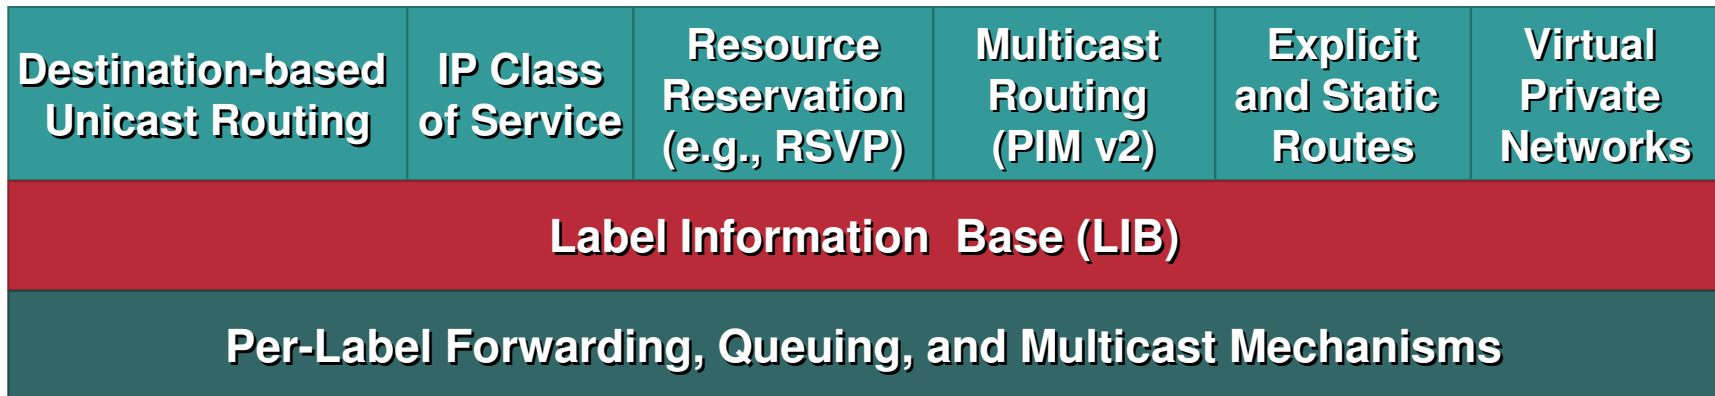 Destination-based
Unicast Routing
IP Class
of Service
Resource
Reservation
(e.g., RSVP)
Multicast
Routing
(PIM v2)
Explicit
and Static
Routes
Virtual
Private
Networks
Label Information  Base (LIB)
Per-Label Forwarding, Queuing, and Multicast Mechanisms